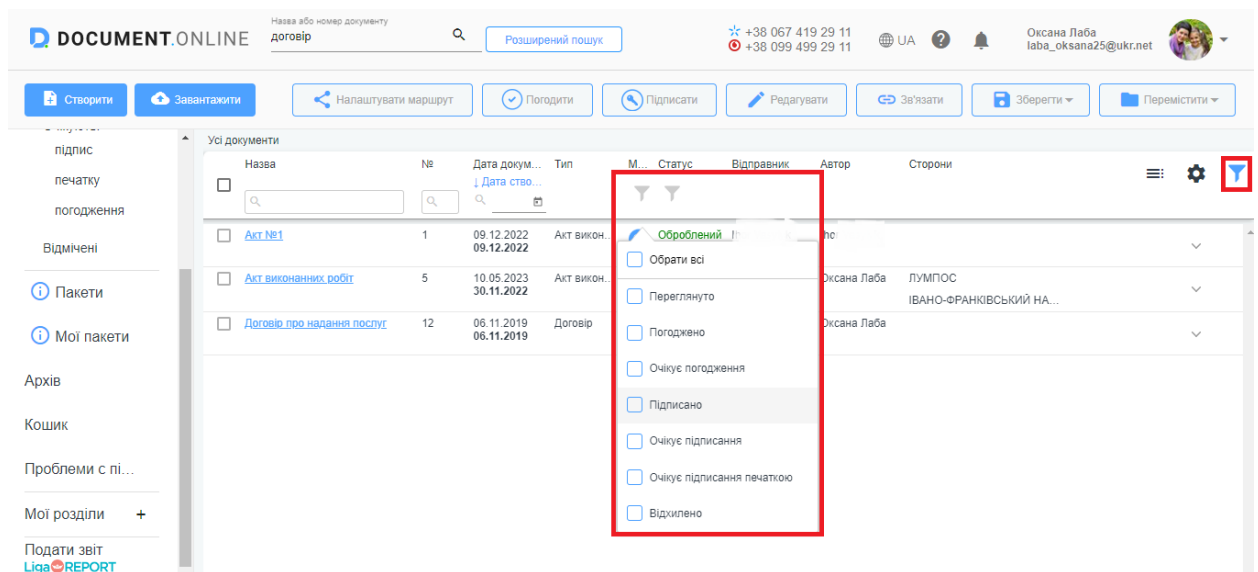 DOCUMENT.ONLINE
Назва або номер документу
договір
Розширений пошук
+38 067 419 29 11
+38 099 499 29 11
UA
Оксана Лаба
laba_oksana25@ukr.net
Створити
Завантажити
Налаштувати маршрут
Погодити
Підписати
Редагувати
Зв'язати
Зберегти
Перемістити
підпис
печатку
погодження
Відмічені
Пакети
Мої пакети
Архів
Кошик
Проблеми с пі...
Мої розділи +
Подати звіт
Liga REPORT
Усі документи
Назва № Дата докум... Тип М... Статус Відправник Автор Сторони
↓ Дата ство...
Акт №1 1 09.12.2022 Акт викон... Оброблений
09.12.2022
Акт виконанних робіт 5 10.05.2023 Акт викон... Оксана Лаба ЛУМПОС
30.11.2022 ІВАНО-ФРАНКІВСЬКИЙ НА...
Договір про надання послуг 12 06.11.2019 Договір Оксана Лаба
06.11.2019
Обрати всі
Переглянуто
Погоджено
Очікує погодження
Підписано
Очікує підписання
Очікує підписання печаткою
Відхилено